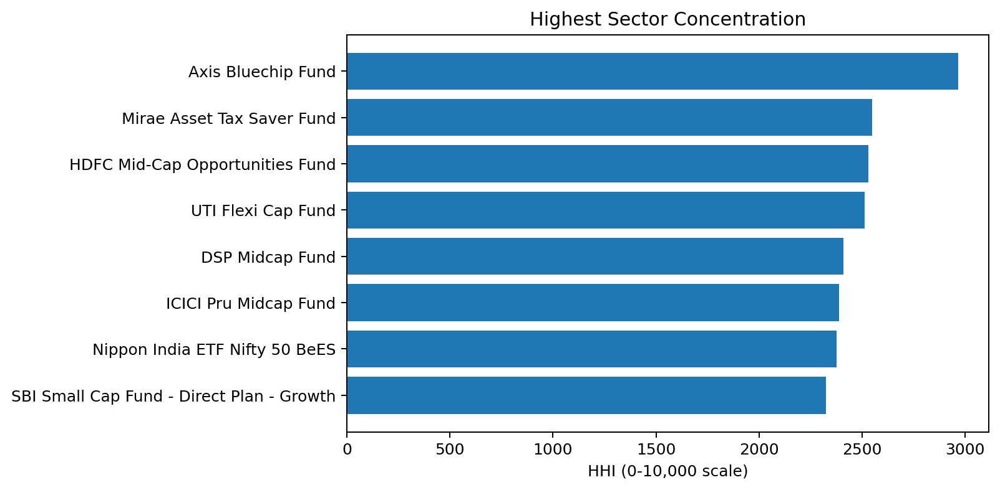 Highest Sector Concentration
Axis Bluechip Fund
Mirae Asset Tax Saver Fund
HDFC Mid-Cap Opportunities Fund
UTI Flexi Cap Fund
DSP Midcap Fund
ICICI Pru Midcap Fund
Nippon India ETF Nifty 50 BeES
SBI Small Cap Fund - Direct Plan - Growth
0 500 1000 1500 2000 2500 3000
HHI (0-10,000 scale)